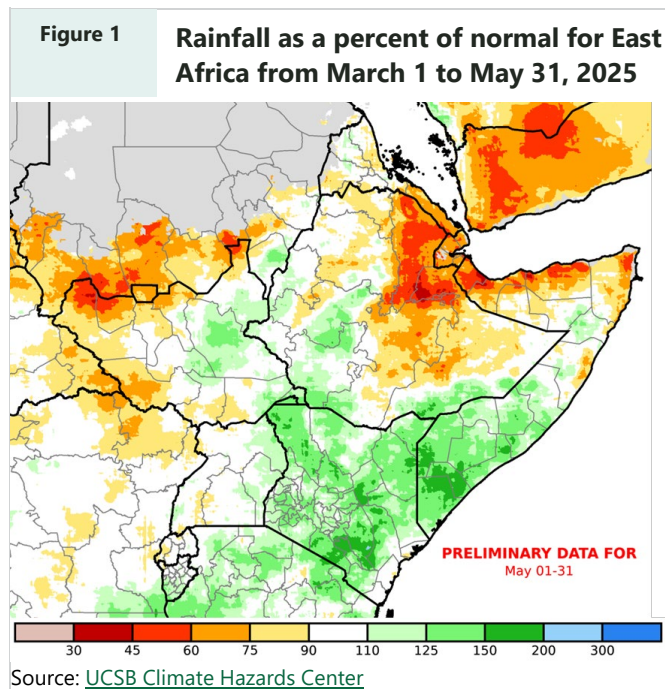 Figure 1
Rainfall as a percent of normal for East
Africa from March 1 to May 31, 2025
PRELIMINARY DATA FOR
May 01-31
30 45 60 75 90 110 125 150 200 300
Source: UCSB Climate Hazards Center